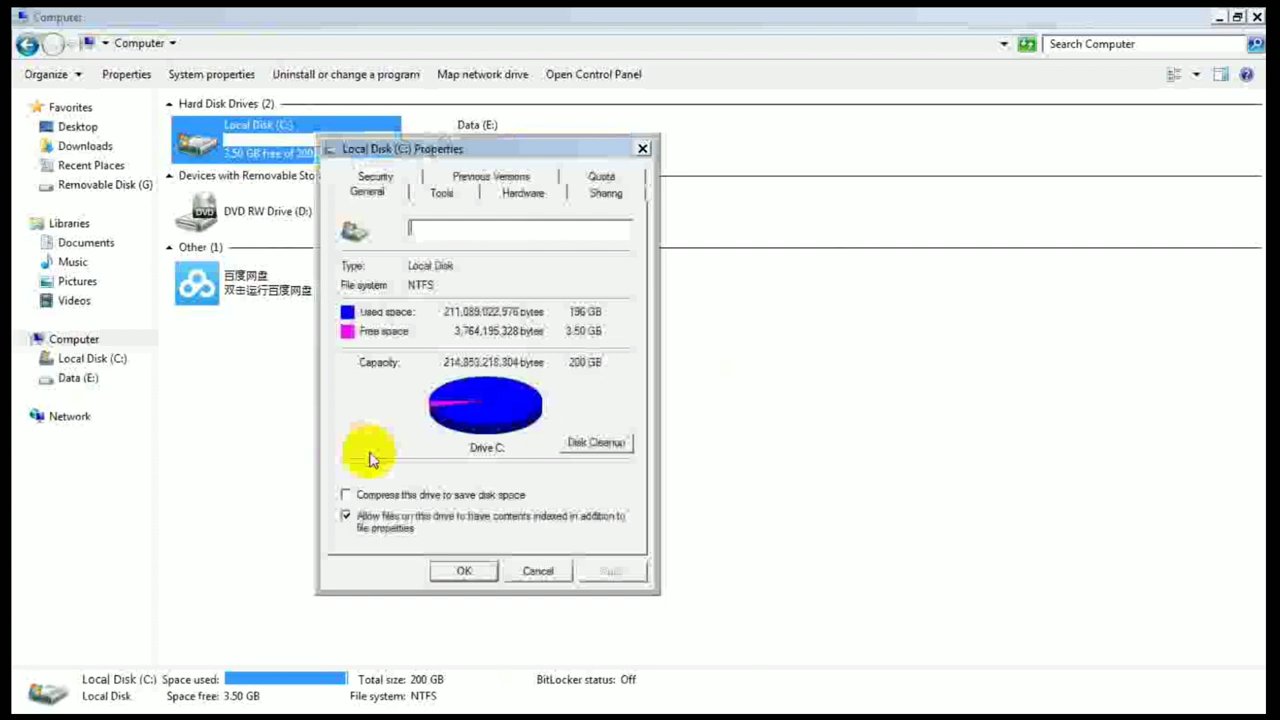 Computer
Computer
Search Computer
Organize
Properties
System properties
Uninstall or change a program
Map network drive
Open Control Panel
Favorites
Desktop
Downloads
Recent Places
Removable Disk (G)
Libraries
Documents
Music
Pictures
Videos
Computer
Local Disk (C:)
Data (E:)
Network
Hard Disk Drives (2)
Local Disk (C:)
3.50 GB free of 200
Data (E:)
Devices with Removable Sto
DVD RW Drive (D:)
Other (1)
百度网盘
双击运行百度网盘
Local Disk (C:) Properties
Security
Previous Versions
Quota
General
Tools
Hardware
Sharing
Type: Local Disk
File system NTFS
Used space: 211,089,022,976 bytes 196 GB
Free space 3,764,195,328 bytes 3.50 GB
Capacity: 214,853,218,304 bytes 200 GB
Drive C:
Disk Cleanup
Compress this drive to save disk space
Allow files on this drive to have contents indexed in addition to
file properties
OK
Cancel
Local Disk (C:) Space used: Total size: 200 GB BitLocker status: Off
Local Disk Space free: 3.50 GB File system: NTFS